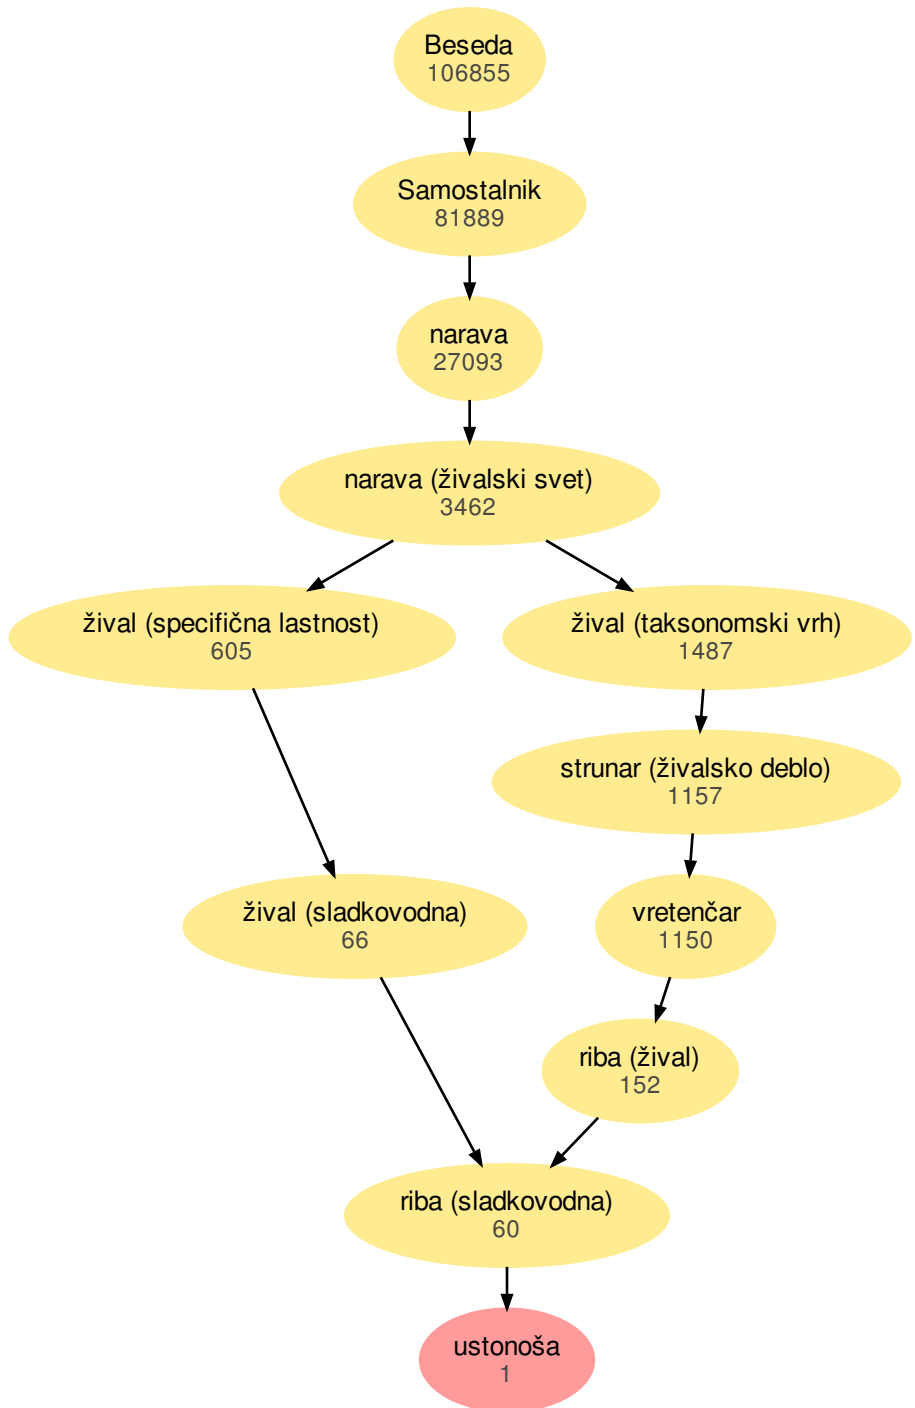 Beseda
106855
Samostalnik
81889
narava
27093
narava (živalski svet)
3462
žival (specifična lastnost)
605
žival (taksonomski vrh)
1487
strunar (živalsko deblo)
1157
žival (sladkovodna)
66
vretenčar
1150
riba (žival)
152
riba (sladkovodna)
60
ustonoša
1